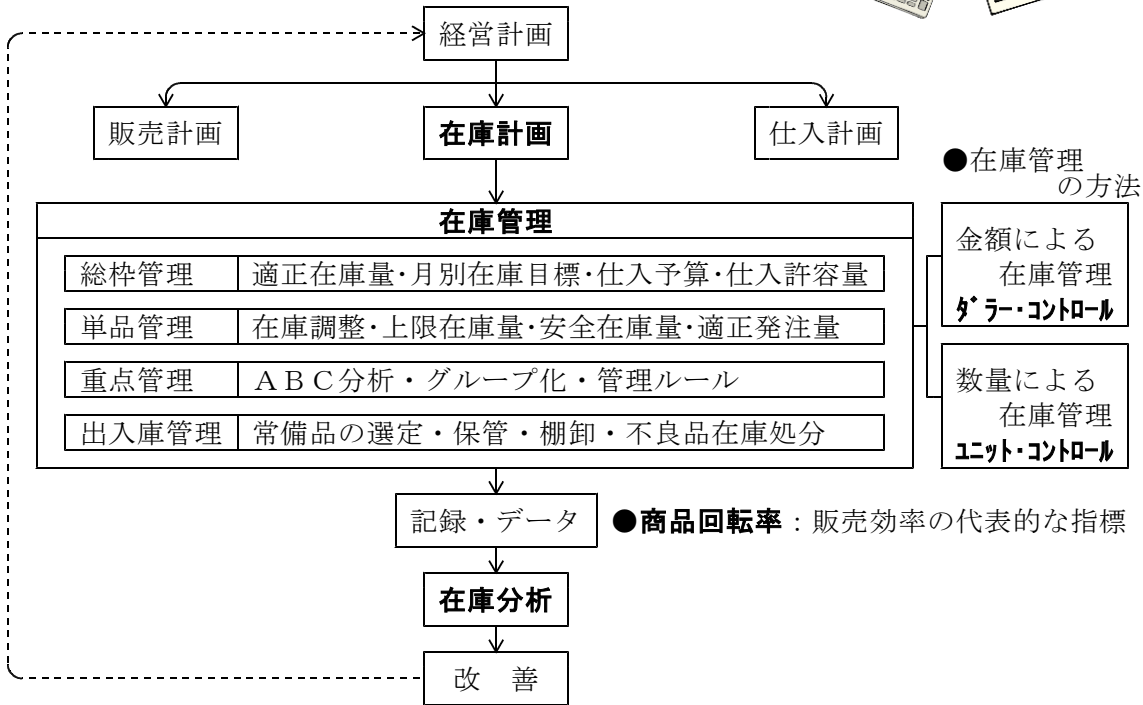 経営計画
販売計画
在庫計画
仕入計画
●在庫管理
の方法
在庫管理
総枠管理 適正在庫量・月別在庫目標・仕入予算・仕入許容量
単品管理 在庫調整・上限在庫量・安全在庫量・適正発注量
重点管理 ABC分析・グループ化・管理ルール
出入庫管理 常備品の選定・保管・棚卸・不良品在庫処分
金額による
在庫管理
ダラー・コントロール
数量による
在庫管理
ユニット・コントロール
記録・データ
●商品回転率:販売効率の代表的な指標
在庫分析
改 善